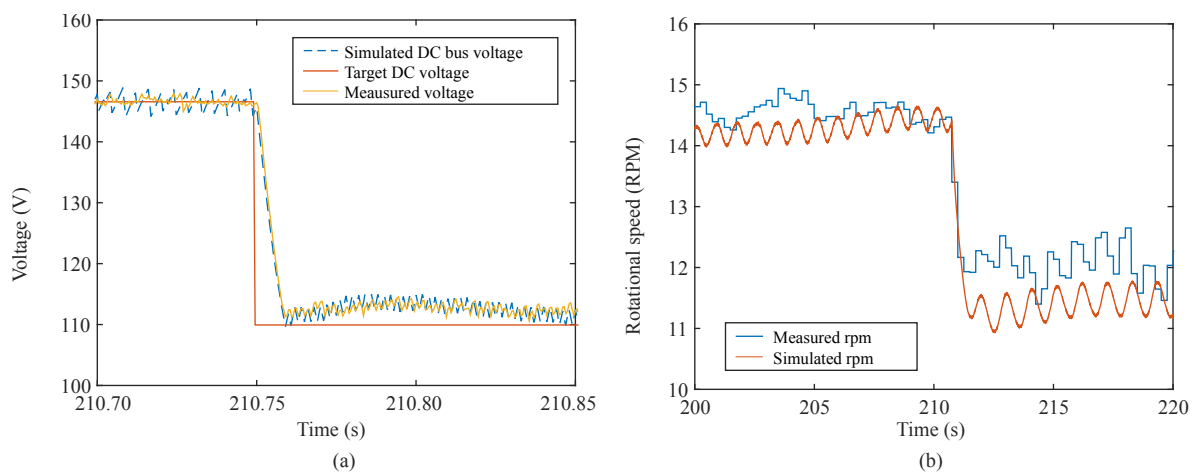 160
150
140
130
120
110
100
Voltage (V)
Simulated DC bus voltage
Target DC voltage
Meausured voltage
210.70
210.75
210.80
210.85
Time (s)
(a)
16
15
14
13
12
11
10
Rotational speed (RPM)
Measured rpm
Simulated rpm
200
205
210
215
220
Time (s)
(b)